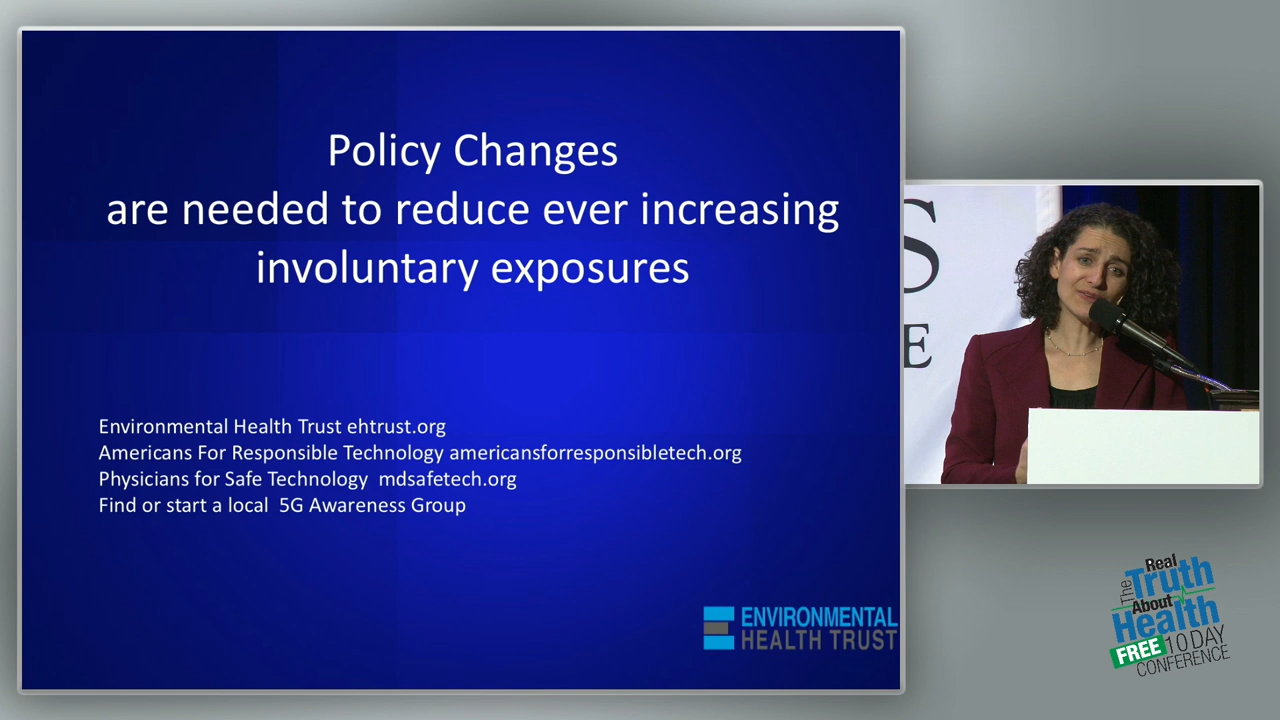 Policy Changes
are needed to reduce ever increasing
involuntary exposures
Environmental Health Trust ehtrust.org
Americans For Responsible Technology americansforresponsibletech.org
Physicians for Safe Technology mdsafetech.org
Find or start a local 5G Awareness Group
ENVIRONMENTAL
HEALTH TRUST
S
E
The Real
Truth
About
Health
FREE 10 DAY
CONFERENCE